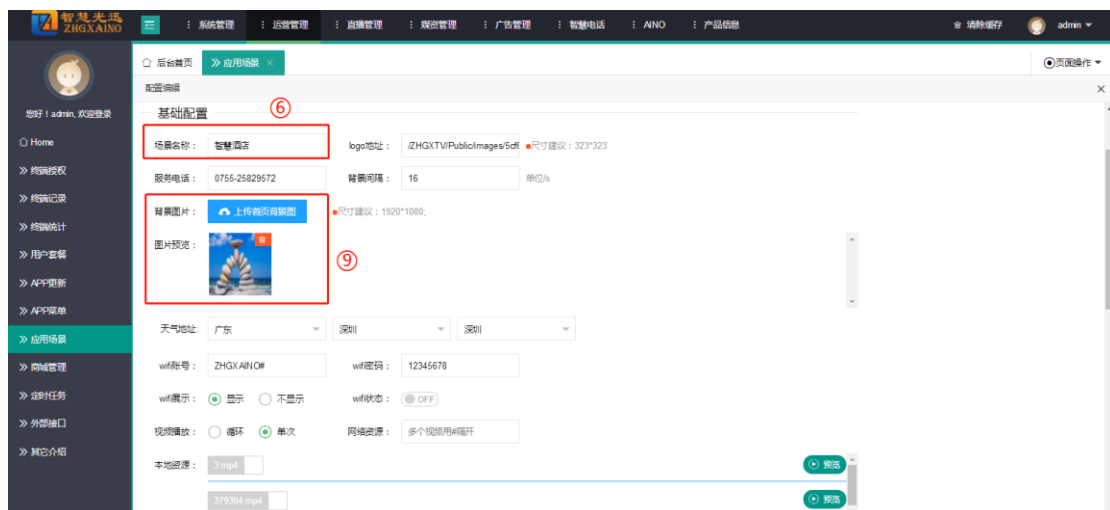 智慧光迅
ZHGXAINO
系统管理
运营管理
直播管理
媒资管理
广告管理
智慧电话
AINO
产品信息
清除缓存
admin
后台首页
应用场景 ×
页面操作
配置编辑
×
您好！admin, 欢迎登录
Home
终端授权
终端记录
终端统计
用户套餐
APP更新
APP菜单
应用场景
商城管理
定时任务
外部接口
其它介绍
基础配置
⑥
场景名称： 智慧酒店
logo地址： /ZHGXTV/Public/images/5cf6
尺寸建议：323*323
服务电话： 0755-25829572
背景间隔： 16
单位/s
背景图片： 上传首页背景图
尺寸建议：1920*1080;
图片预览：
⑨
天气地址: 广东 深圳 深圳
wifi账号： ZHGXAINO#
wifi密码： 12345678
wifi展示： 显示 不显示
wifi状态： OFF
视频播放： 循环 单次
网络资源： 多个视频用#隔开
本地资源： 3.mp4
预览
379304.mp4
预览